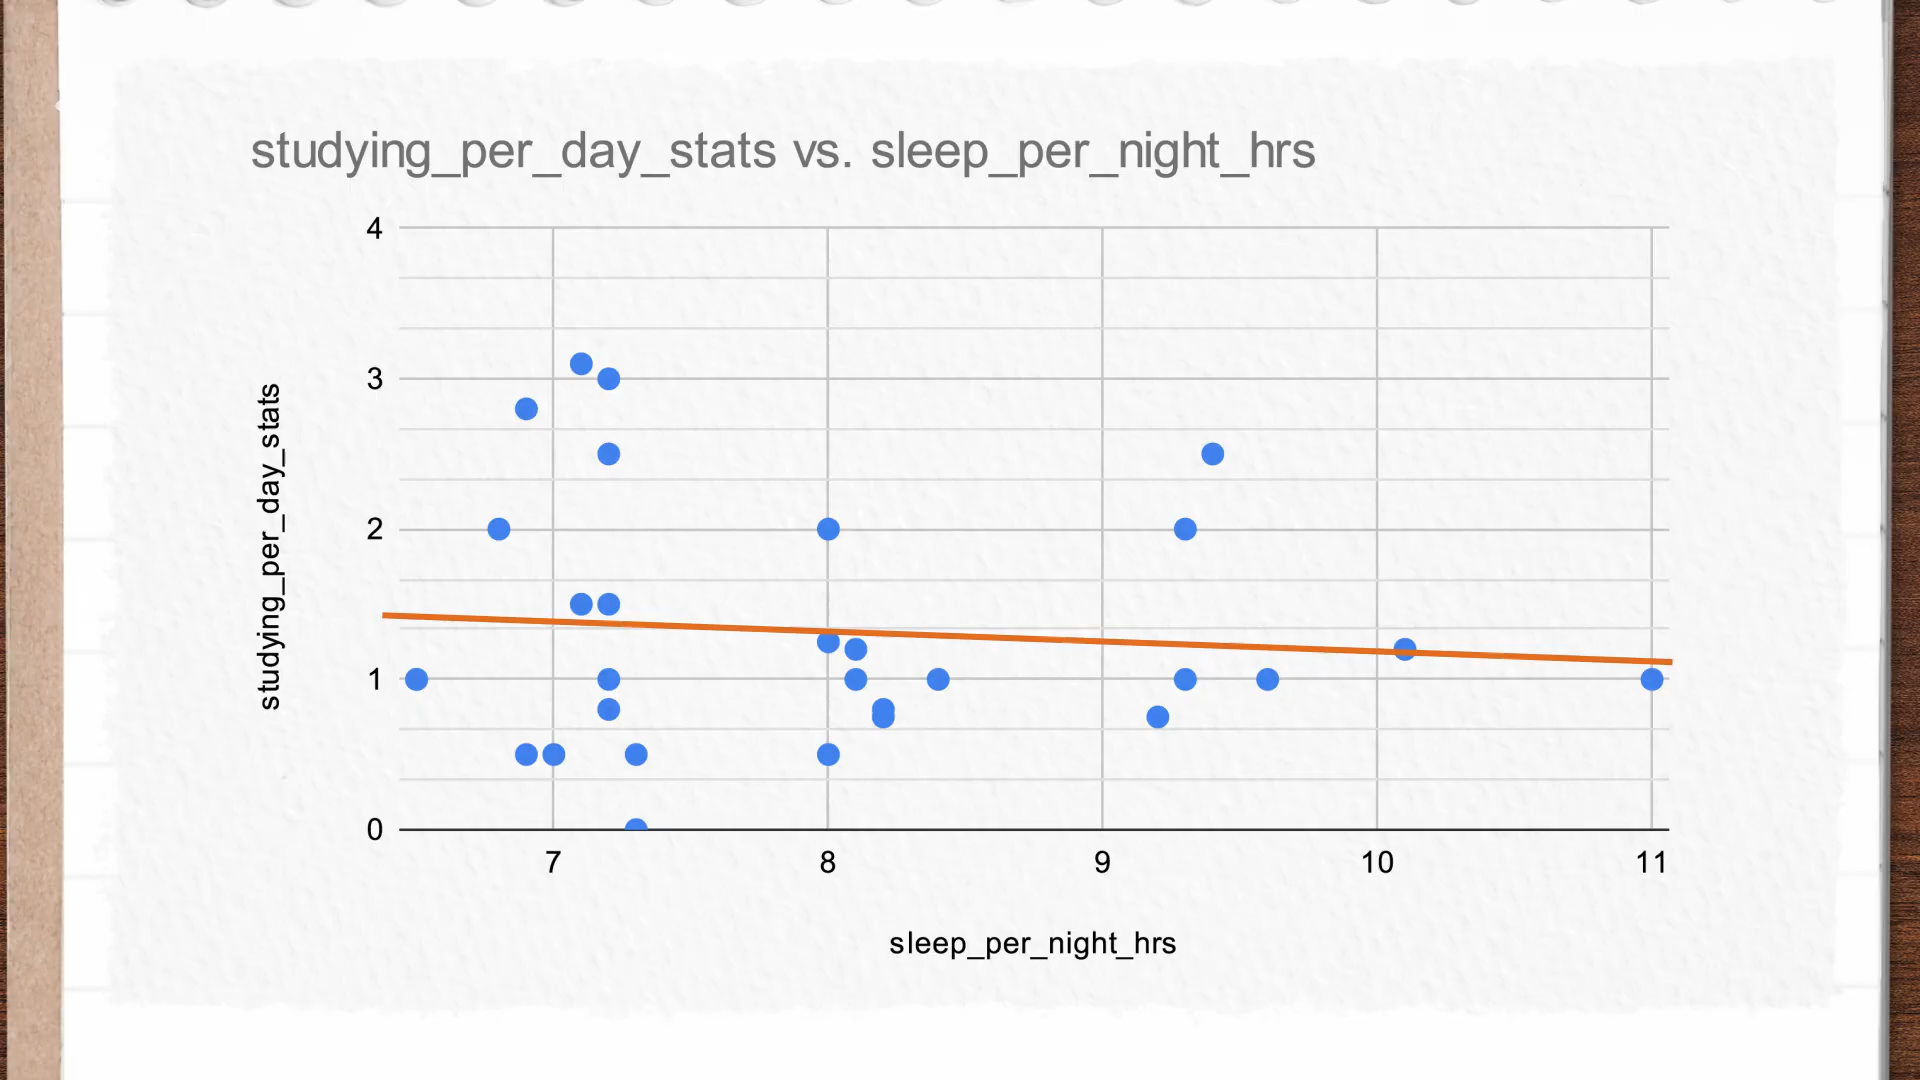 studying_per_day_stats vs. sleep_per_night_hrs
4
3
2
1
0
studying_per_day_stats
7 8 9 10 11
sleep_per_night_hrs